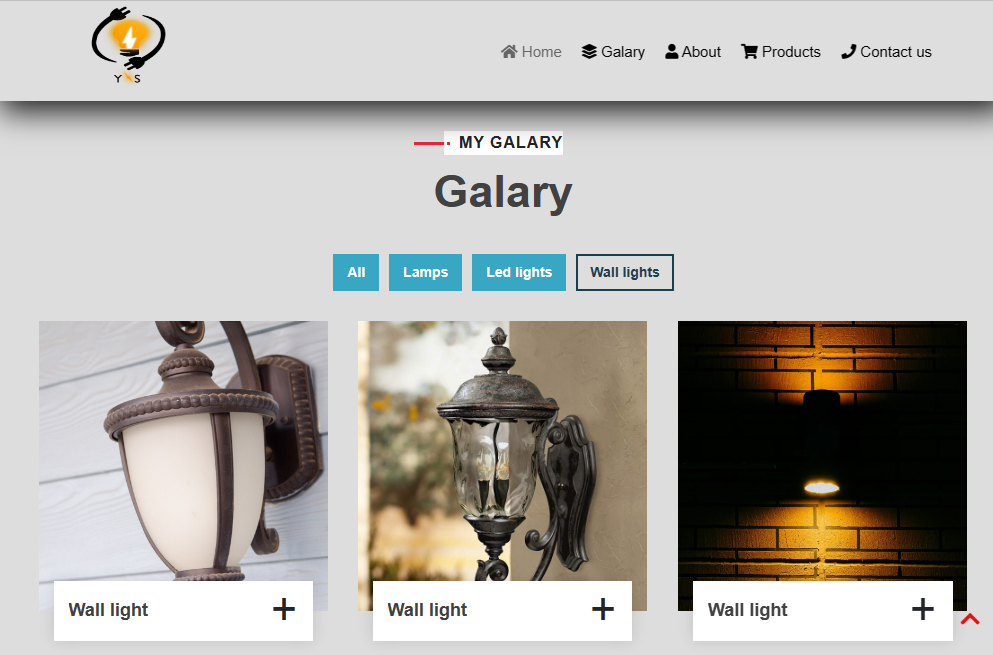 Y S
Home Galary About Products Contact us
MY GALARY
Galary
All Lamps Led lights Wall lights
Wall light + Wall light + Wall light +